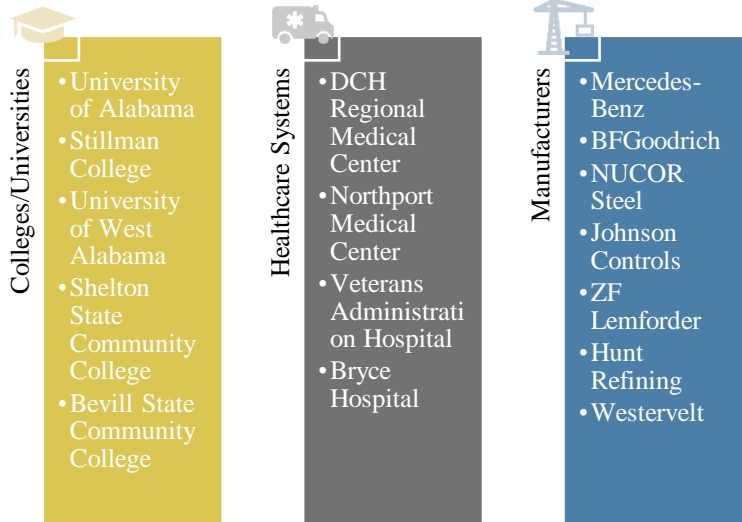 Colleges/Universities
•University
of Alabama
•Stillman
College
•University
of West
Alabama
•Shelton
State
Community
College
•Bevill State
Community
College
Healthcare Systems
•DCH
Regional
Medical
Center
•Northport
Medical
Center
•Veterans
Administrati
on Hospital
•Bryce
Hospital
Manufacturers
•Mercedes-
Benz
•BFGoodrich
•NUCOR
Steel
•Johnson
Controls
•ZF
Lemforder
•Hunt
Refining
•Westervelt